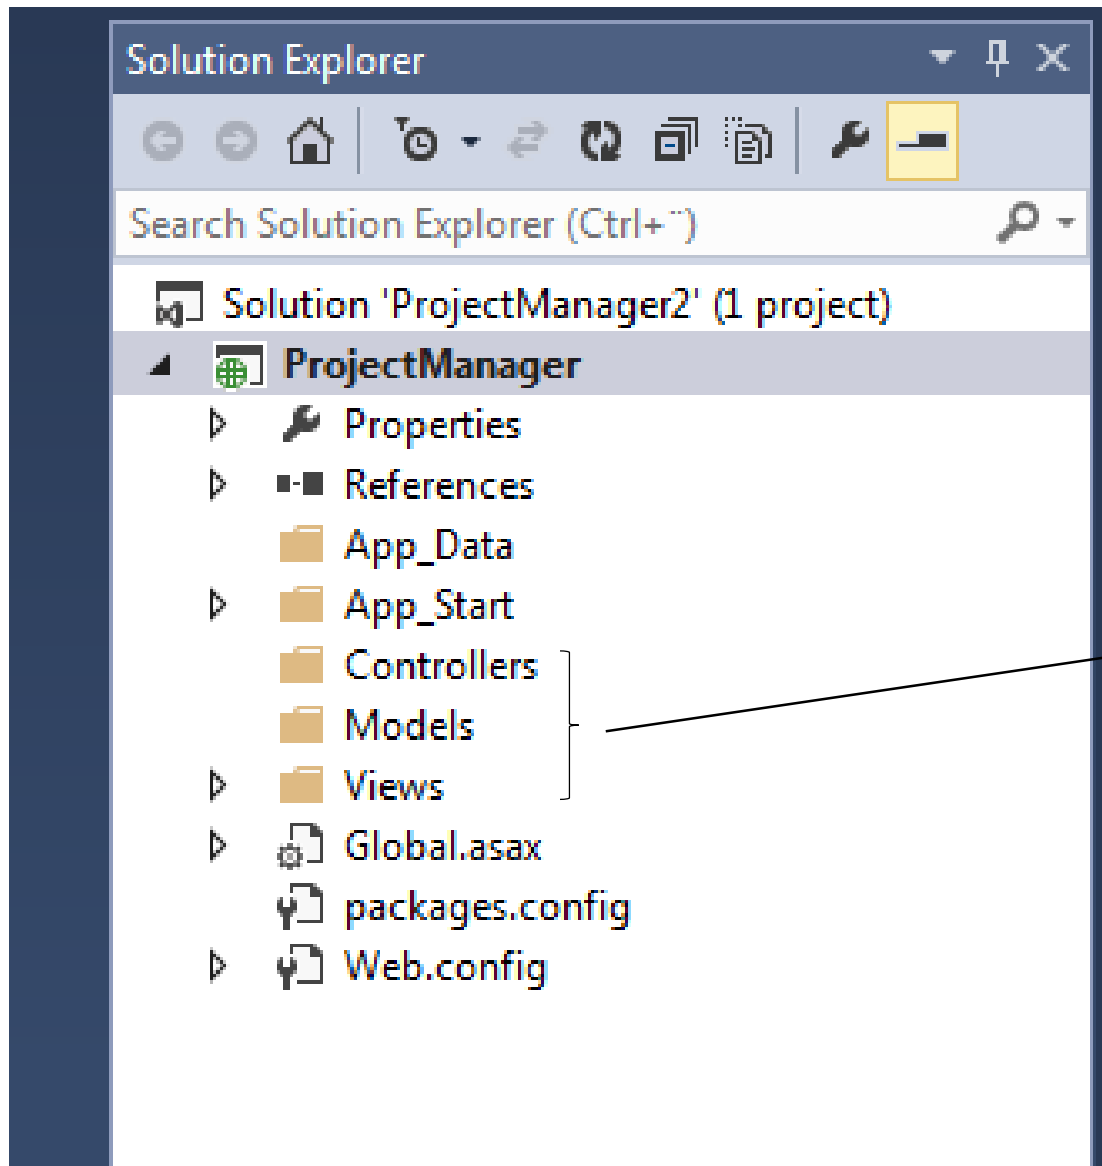 Solution Explorer
Search Solution Explorer (Ctrl+¨)
Solution 'ProjectManager2' (1 project)
ProjectManager
Properties
References
App_Data
App_Start
Controllers
Models
Views
Global.asax
packages.config
Web.config